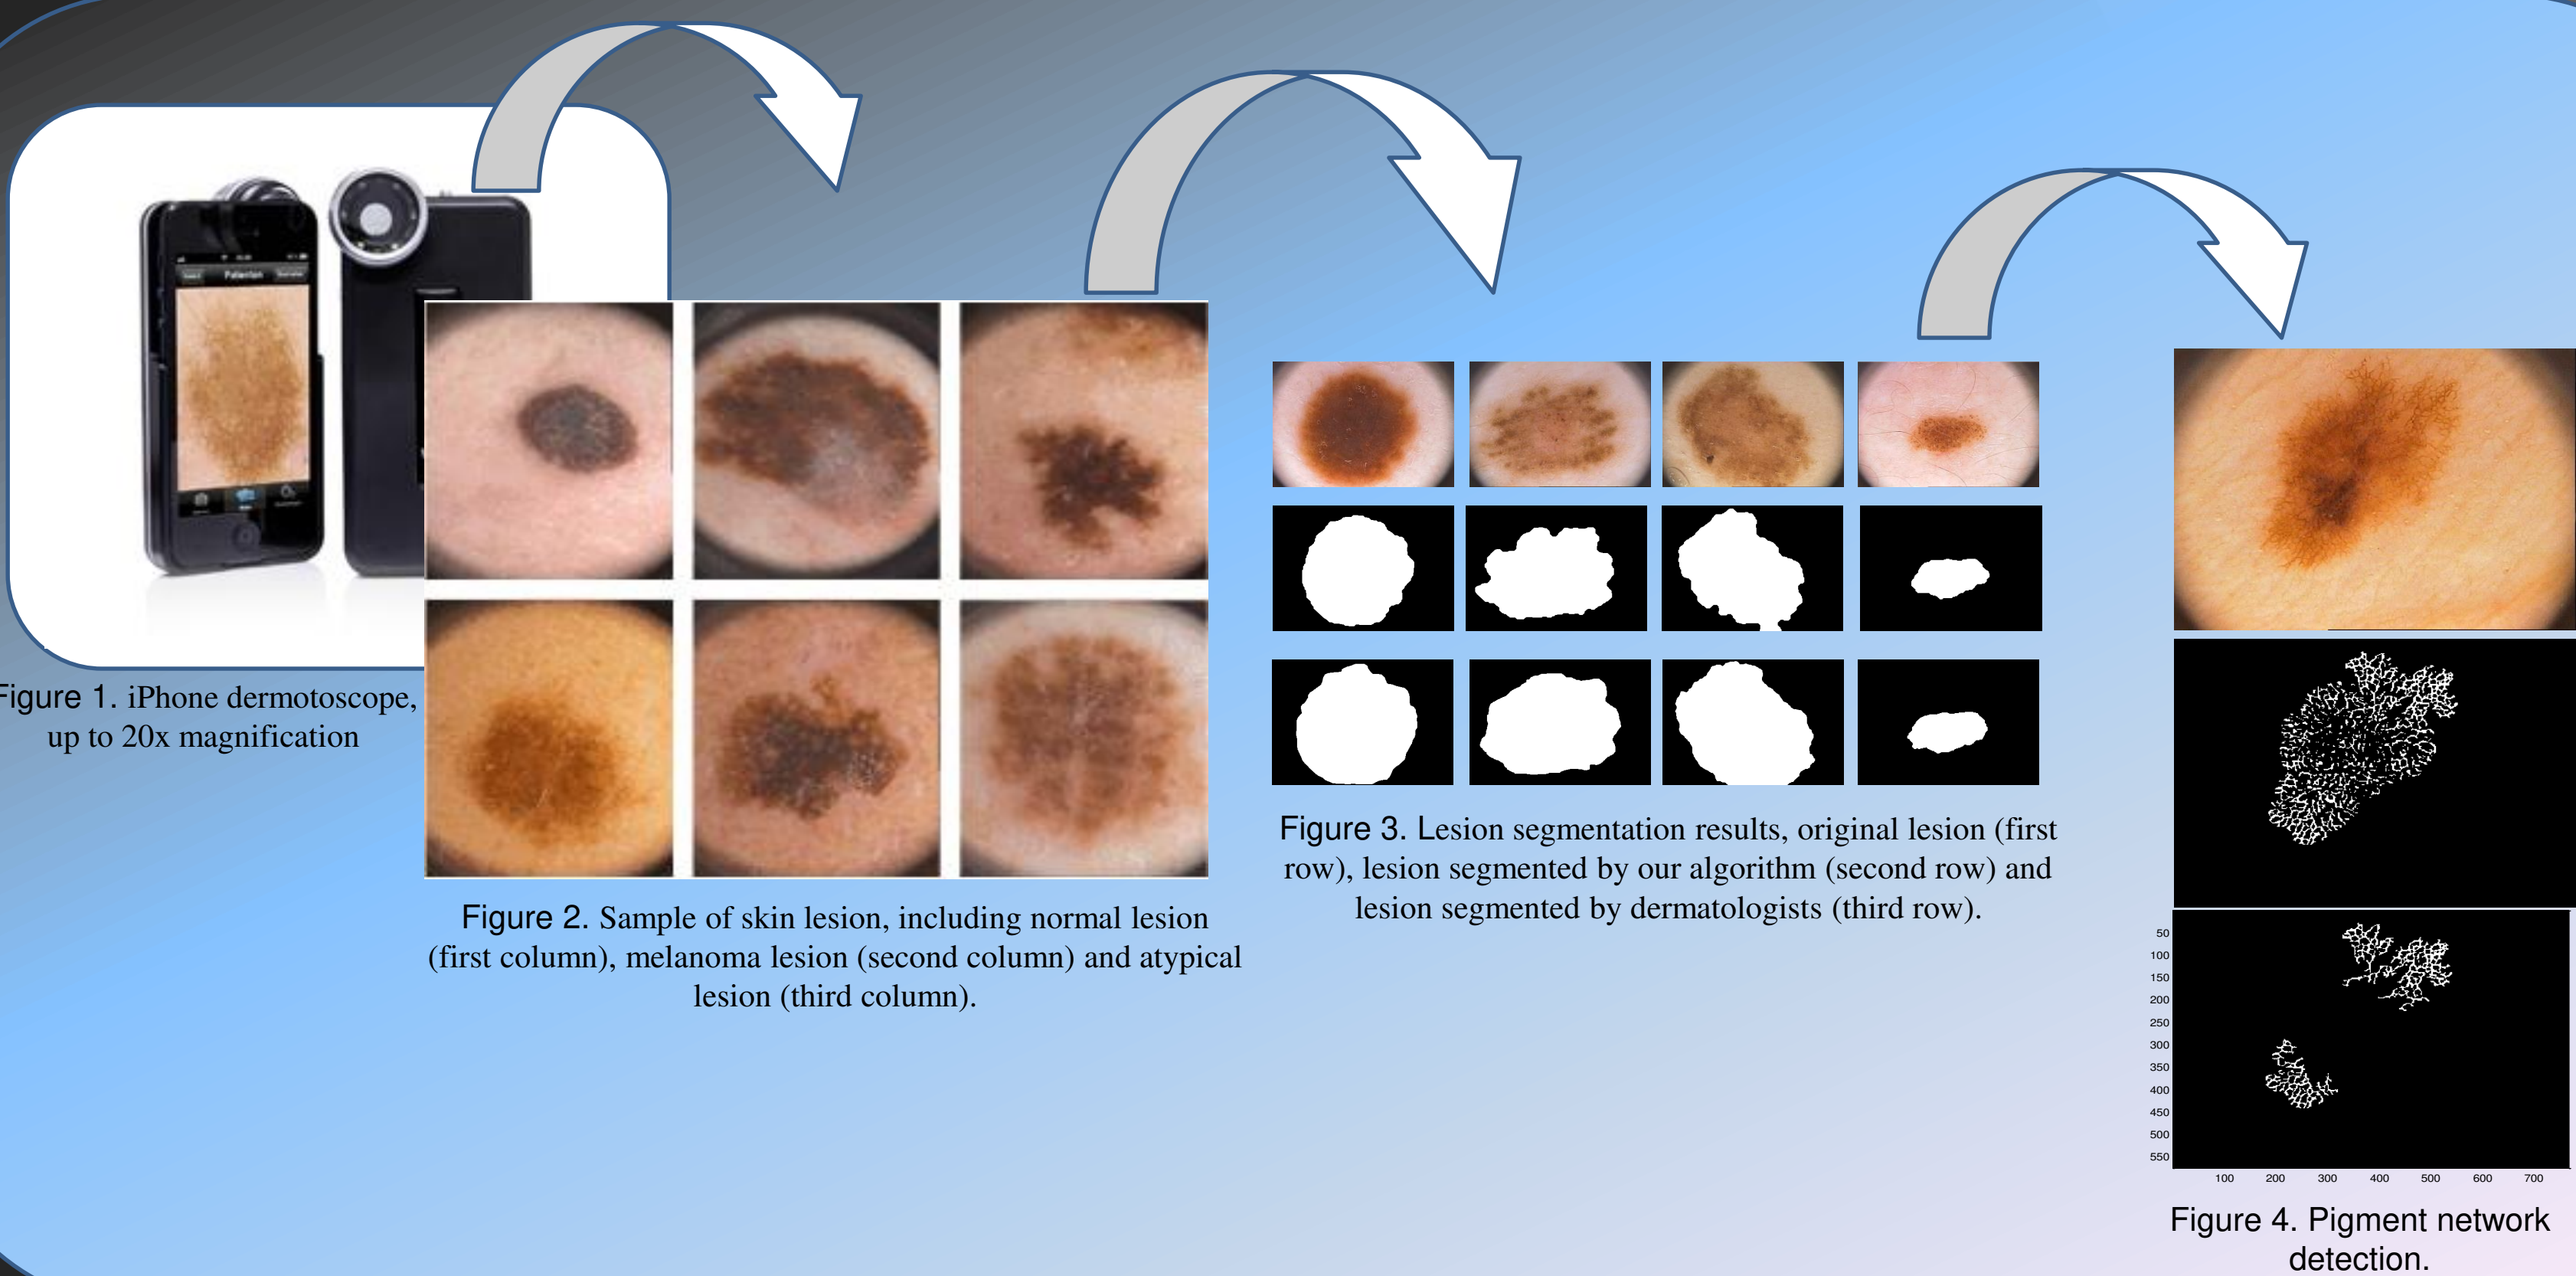 Patienten
Figure 1. iPhone dermotoscope,
up to 20x magnification
Figure 2. Sample of skin lesion, including normal lesion
(first column), melanoma lesion (second column) and atypical
lesion (third column).
Figure 3. Lesion segmentation results, original lesion (first
row), lesion segmented by our algorithm (second row) and
lesion segmented by dermatologists (third row).
50
100
150
200
250
300
350
400
450
500
550
100 200 300 400 500 600 700
Figure 4. Pigment network
detection.